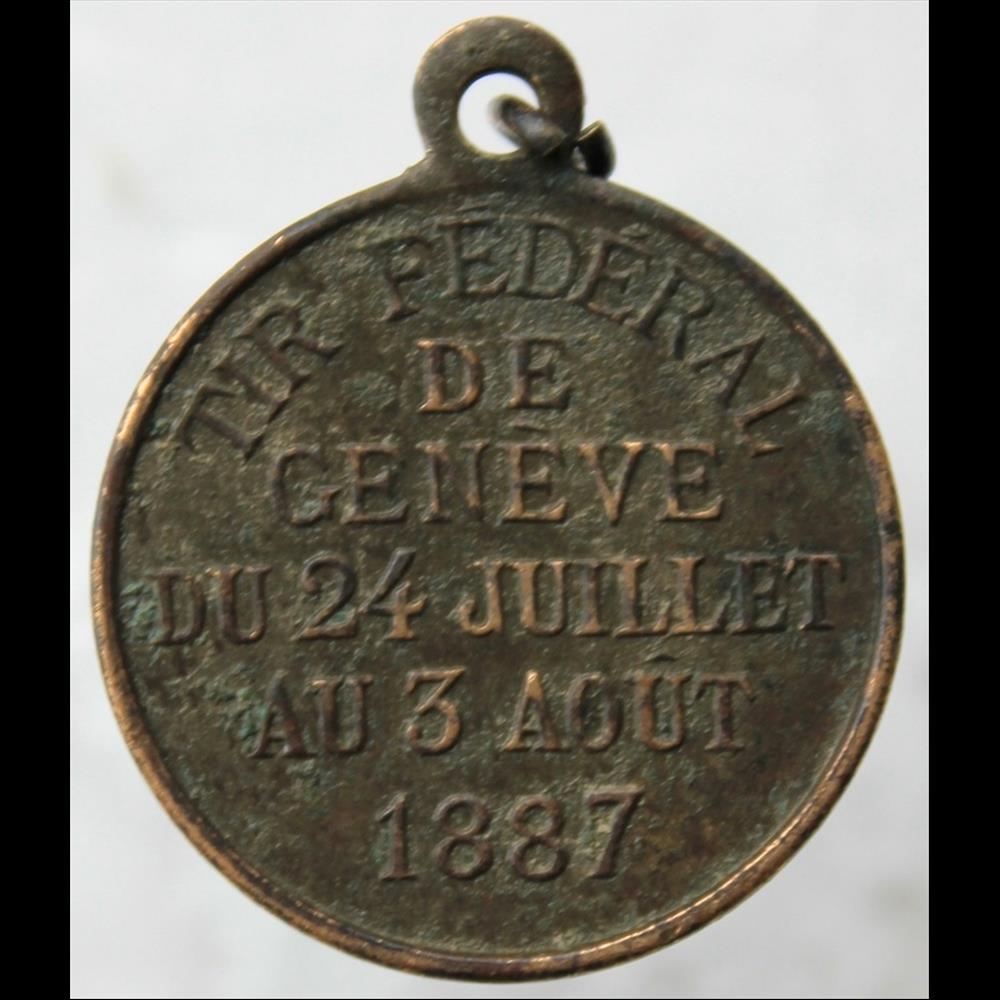 TIR FÉDÉRAL
DE
GENÈVE
DU 24 JUILLET
AU 3 AOÛT
1887